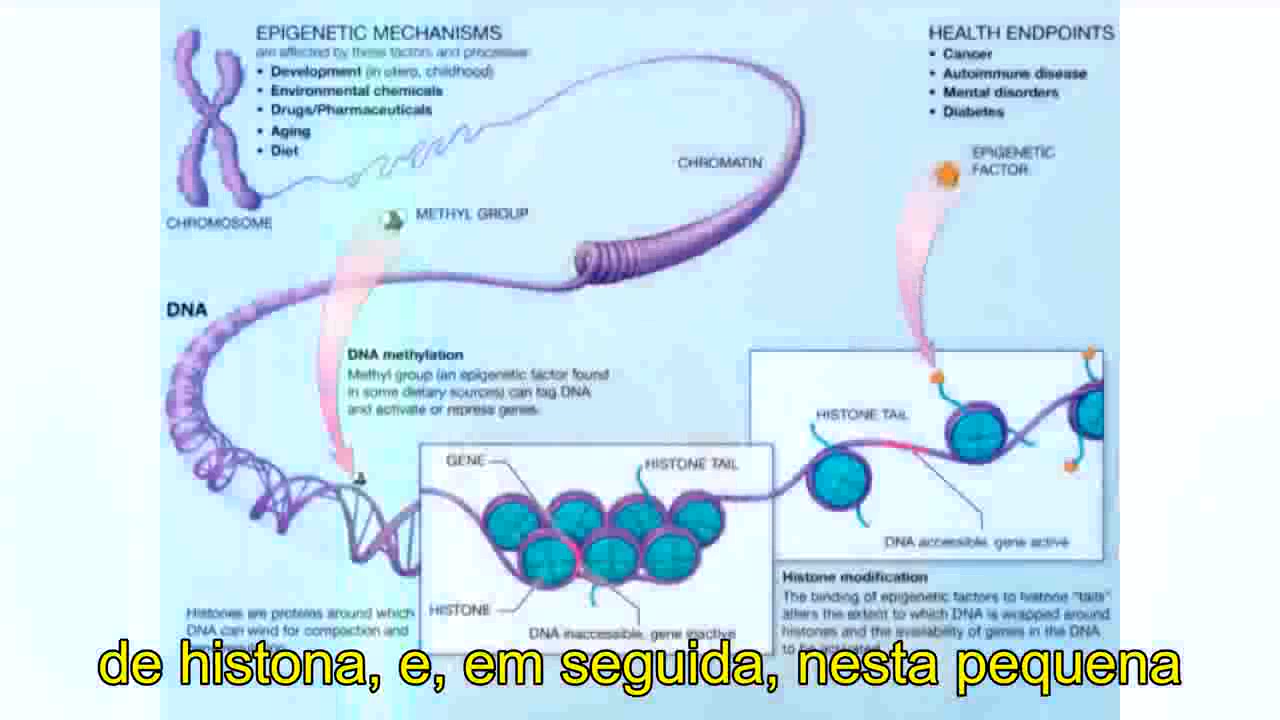 EPIGENETIC MECHANISMS
are affected by these factors and processes:
• Development (in utero, childhood)
• Environmental chemicals
• Drugs/Pharmaceuticals
• Aging
• Diet
HEALTH ENDPOINTS
• Cancer
• Autoimmune disease
• Mental disorders
• Diabetes
EPIGENETIC
FACTOR
CHROMATIN
CHROMOSOME
METHYL GROUP
DNA
DNA methylation
Methyl group (an epigenetic factor found
in some dietary sources) can tag DNA
and activate or repress genes.
HISTONE TAIL
GENE
HISTONE TAIL
DNA accessible, gene active
HISTONE
DNA inaccessible, gene inactive
Histones are proteins around which
DNA can wind for compaction and
Histone modification
The binding of epigenetic factors to histone "tails"
alters the extent to which DNA is wrapped around
histones and the availability of genes in the DNA
to be activated.
de histona, e, em seguida, nesta pequena